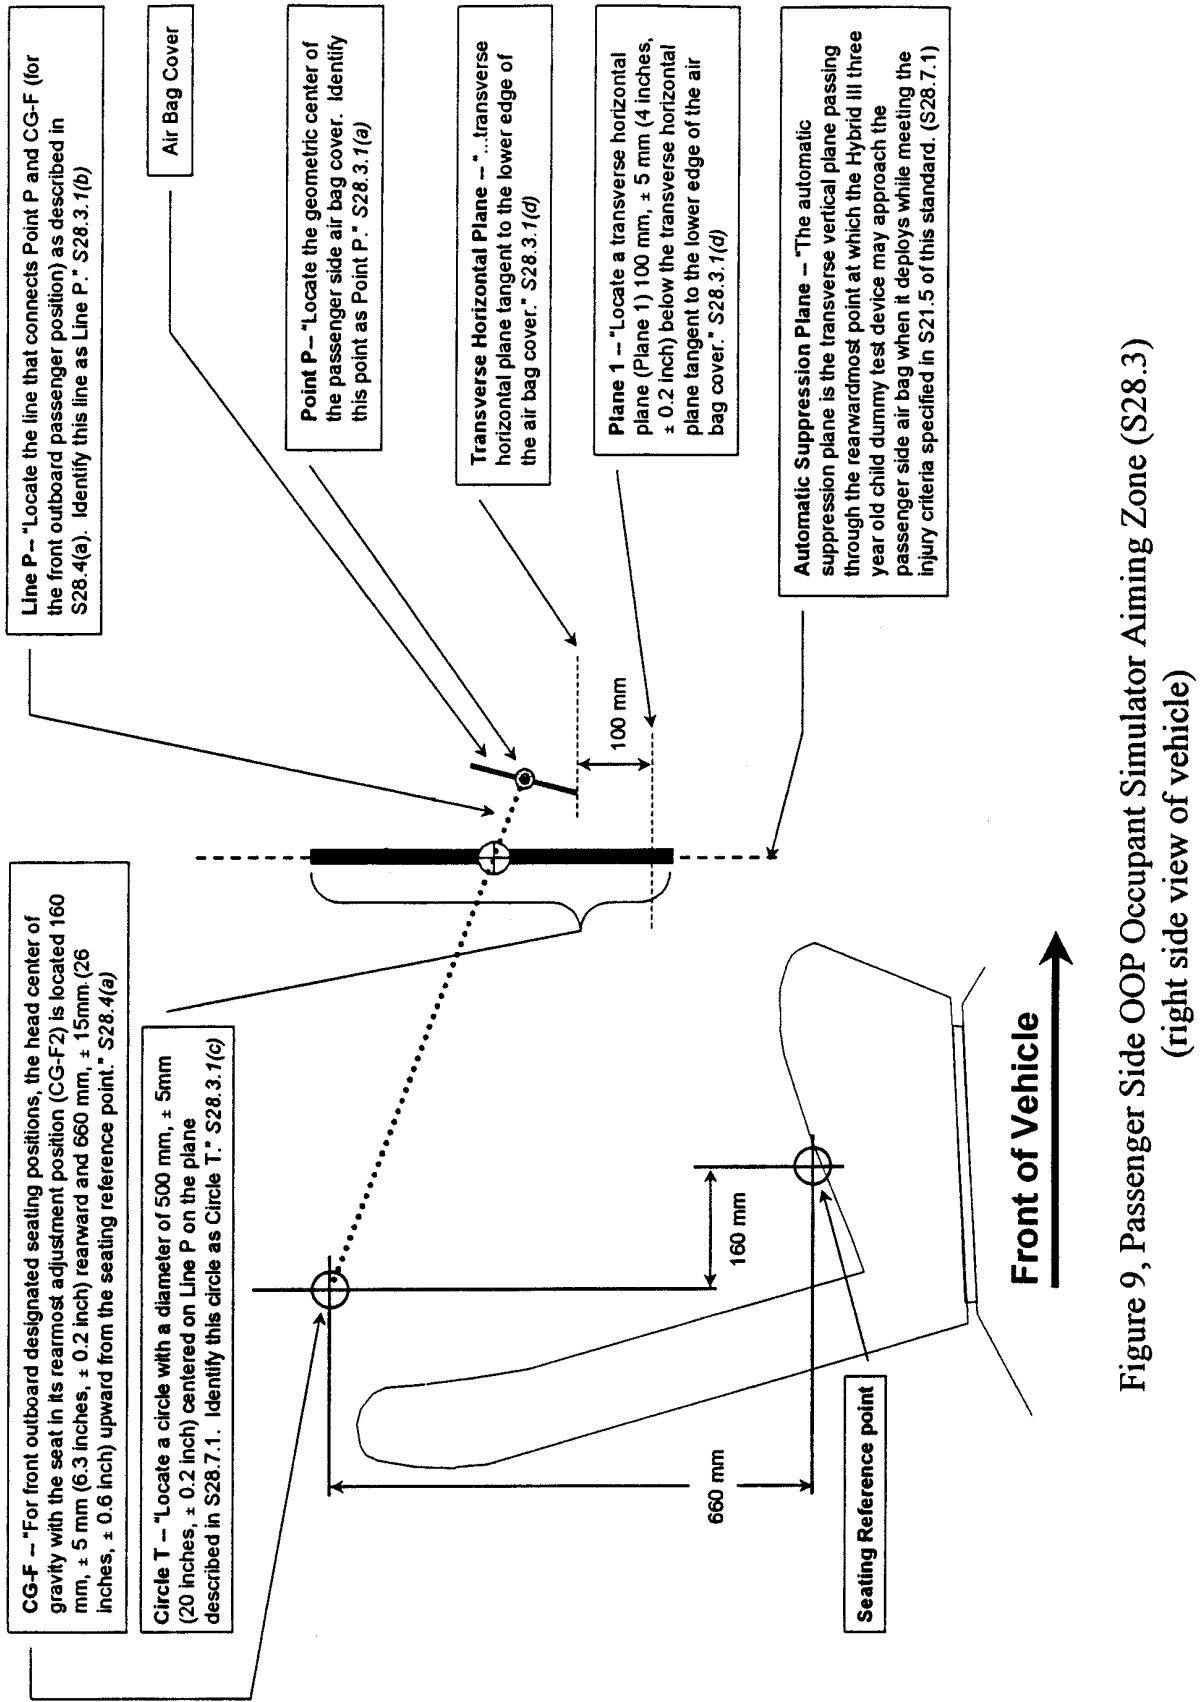 CG-F -- "For front outboard designated seating positions, the head center of
gravity with the seat in its rearmost adjustment position (CG-F2) is located 160
mm, ± 5 mm (6.3 inches, ± 0.2 inch) rearward and 660 mm, ± 15mm (26
inches, ± 0.6 inch) upward from the seating reference point." S28.4(a)
Circle T -- "Locate a circle with a diameter of 500 mm, ± 5mm
(20 inches, ± 0.2 inch) centered on Line P on the plane
described in S28.7.1. Identify this circle as Circle T." S28.3.1(c)
Line P -- "Locate the line that connects Point P and CG-F (for
the front outboard passenger position) as described in
S28.4(a). Identify this line as Line P." S28.3.1(b)
Air Bag Cover
Point P -- "Locate the geometric center of
the passenger side air bag cover. Identify
this point as Point P." S28.3.1(a)
Transverse Horizontal Plane -- "...transverse
horizontal plane tangent to the lower edge of
the air bag cover." S28.3.1(d)
Plane 1 -- "Locate a transverse horizontal
plane (Plane 1) 100 mm, ± 5 mm (4 inches,
± 0.2 inch) below the transverse horizontal
plane tangent to the lower edge of the air
bag cover." S28.3.1(d)
Automatic Suppression Plane -- "The automatic
suppression plane is the transverse vertical plane passing
through the rearwardmost point at which the Hybrid III three
year old child dummy test device may approach the
passenger side air bag when it deploys while meeting the
injury criteria specified in S21.5 of this standard. (S28.7.1)
100 mm
160 mm
660 mm
Seating Reference point
Front of Vehicle
Figure 9, Passenger Side OOP Occupant Simulator Aiming Zone (S28.3)
(right side view of vehicle)